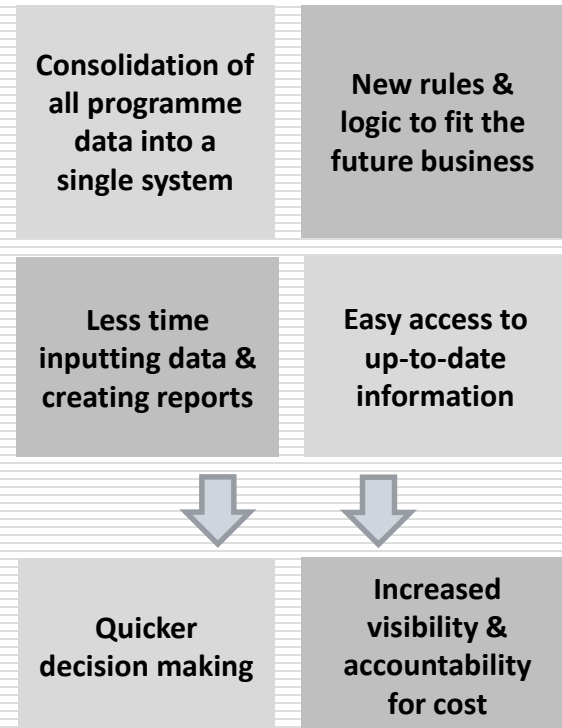 Consolidation of
all programme
data into a
single system
New rules &
logic to fit the
future business
Less time
inputting data &
creating reports
Easy access to
up-to-date
information
Quicker
decision making
Increased
visibility &
accountability
for cost